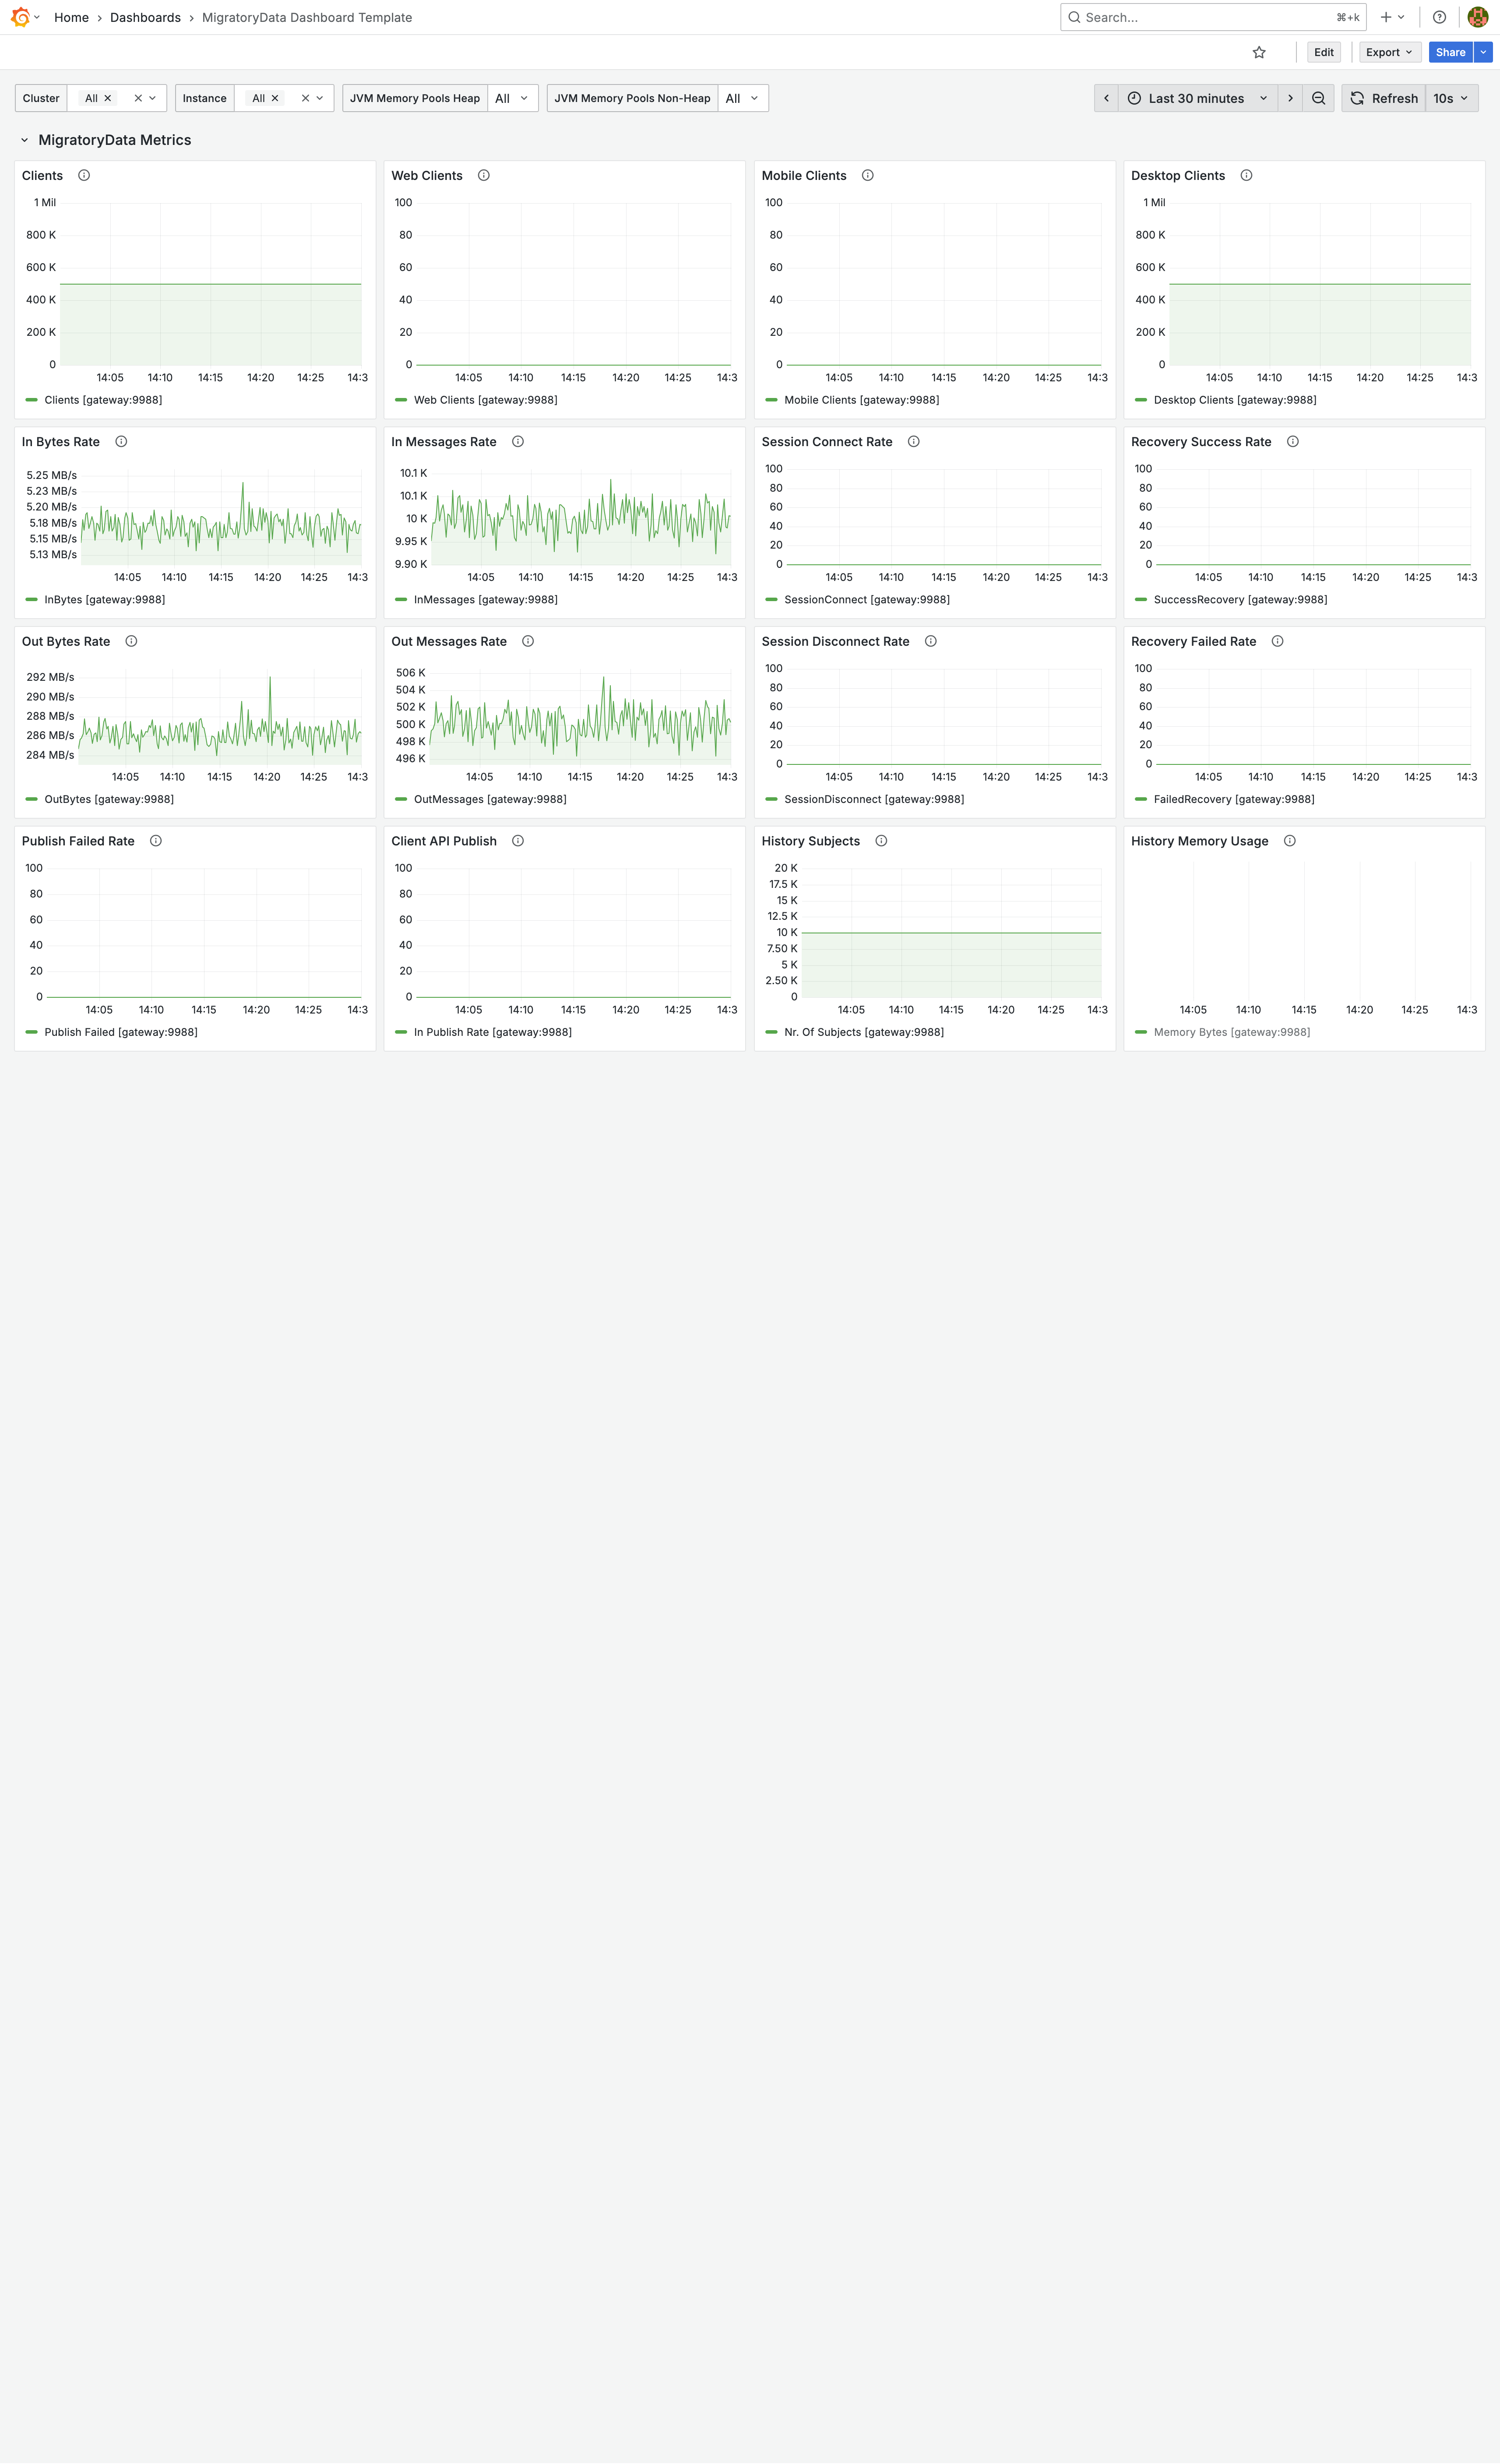 Home › Dashboards › MigratoryData Dashboard Template
Search... ⌘+k
Edit Export Share
Cluster All Instance All JVM Memory Pools Heap All JVM Memory Pools Non-Heap All Last 30 minutes Refresh 10s
MigratoryData Metrics
Clients
1 Mil
800 K
600 K
400 K
200 K
0
14:05 14:10 14:15 14:20 14:25 14:3
Clients [gateway:9988]
Web Clients
100
80
60
40
20
0
14:05 14:10 14:15 14:20 14:25 14:3
Web Clients [gateway:9988]
Mobile Clients
100
80
60
40
20
0
14:05 14:10 14:15 14:20 14:25 14:3
Mobile Clients [gateway:9988]
Desktop Clients
1 Mil
800 K
600 K
400 K
200 K
0
14:05 14:10 14:15 14:20 14:25 14:3
Desktop Clients [gateway:9988]
In Bytes Rate
5.25 MB/s
5.23 MB/s
5.20 MB/s
5.18 MB/s
5.15 MB/s
5.13 MB/s
14:05 14:10 14:15 14:20 14:25 14:3
InBytes [gateway:9988]
In Messages Rate
10.1 K
10.1 K
10 K
9.95 K
9.90 K
14:05 14:10 14:15 14:20 14:25 14:3
InMessages [gateway:9988]
Session Connect Rate
100
80
60
40
20
0
14:05 14:10 14:15 14:20 14:25 14:3
SessionConnect [gateway:9988]
Recovery Success Rate
100
80
60
40
20
0
14:05 14:10 14:15 14:20 14:25 14:3
SuccessRecovery [gateway:9988]
Out Bytes Rate
292 MB/s
290 MB/s
288 MB/s
286 MB/s
284 MB/s
14:05 14:10 14:15 14:20 14:25 14:3
OutBytes [gateway:9988]
Out Messages Rate
506 K
504 K
502 K
500 K
498 K
496 K
14:05 14:10 14:15 14:20 14:25 14:3
OutMessages [gateway:9988]
Session Disconnect Rate
100
80
60
40
20
0
14:05 14:10 14:15 14:20 14:25 14:3
SessionDisconnect [gateway:9988]
Recovery Failed Rate
100
80
60
40
20
0
14:05 14:10 14:15 14:20 14:25 14:3
FailedRecovery [gateway:9988]
Publish Failed Rate
100
80
60
40
20
0
14:05 14:10 14:15 14:20 14:25 14:3
Publish Failed [gateway:9988]
Client API Publish
100
80
60
40
20
0
14:05 14:10 14:15 14:20 14:25 14:3
In Publish Rate [gateway:9988]
History Subjects
20 K
17.5 K
15 K
12.5 K
10 K
7.50 K
5 K
2.50 K
0
14:05 14:10 14:15 14:20 14:25 14:3
Nr. Of Subjects [gateway:9988]
History Memory Usage
14:05 14:10 14:15 14:20 14:25 14:3
Memory Bytes [gateway:9988]